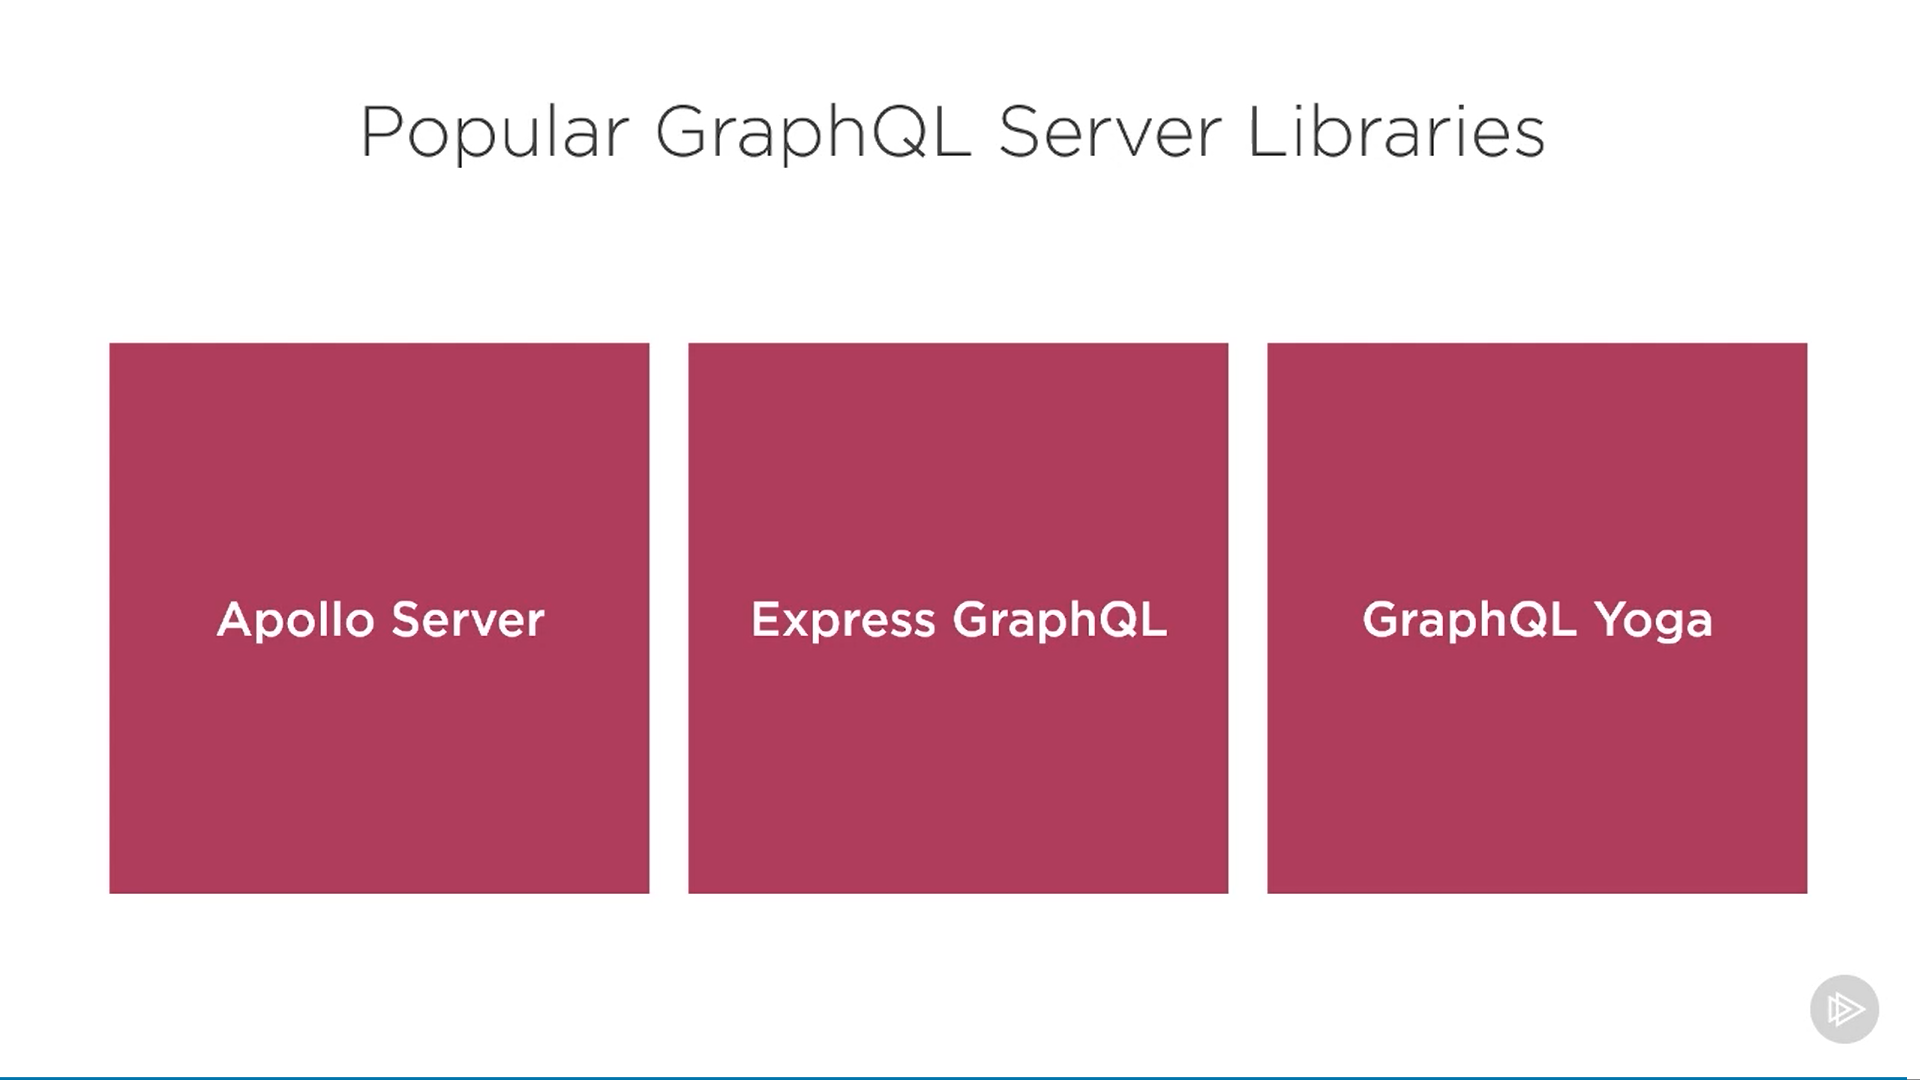 Popular GraphQL Server Libraries
Apollo Server
Express GraphQL
GraphQL Yoga